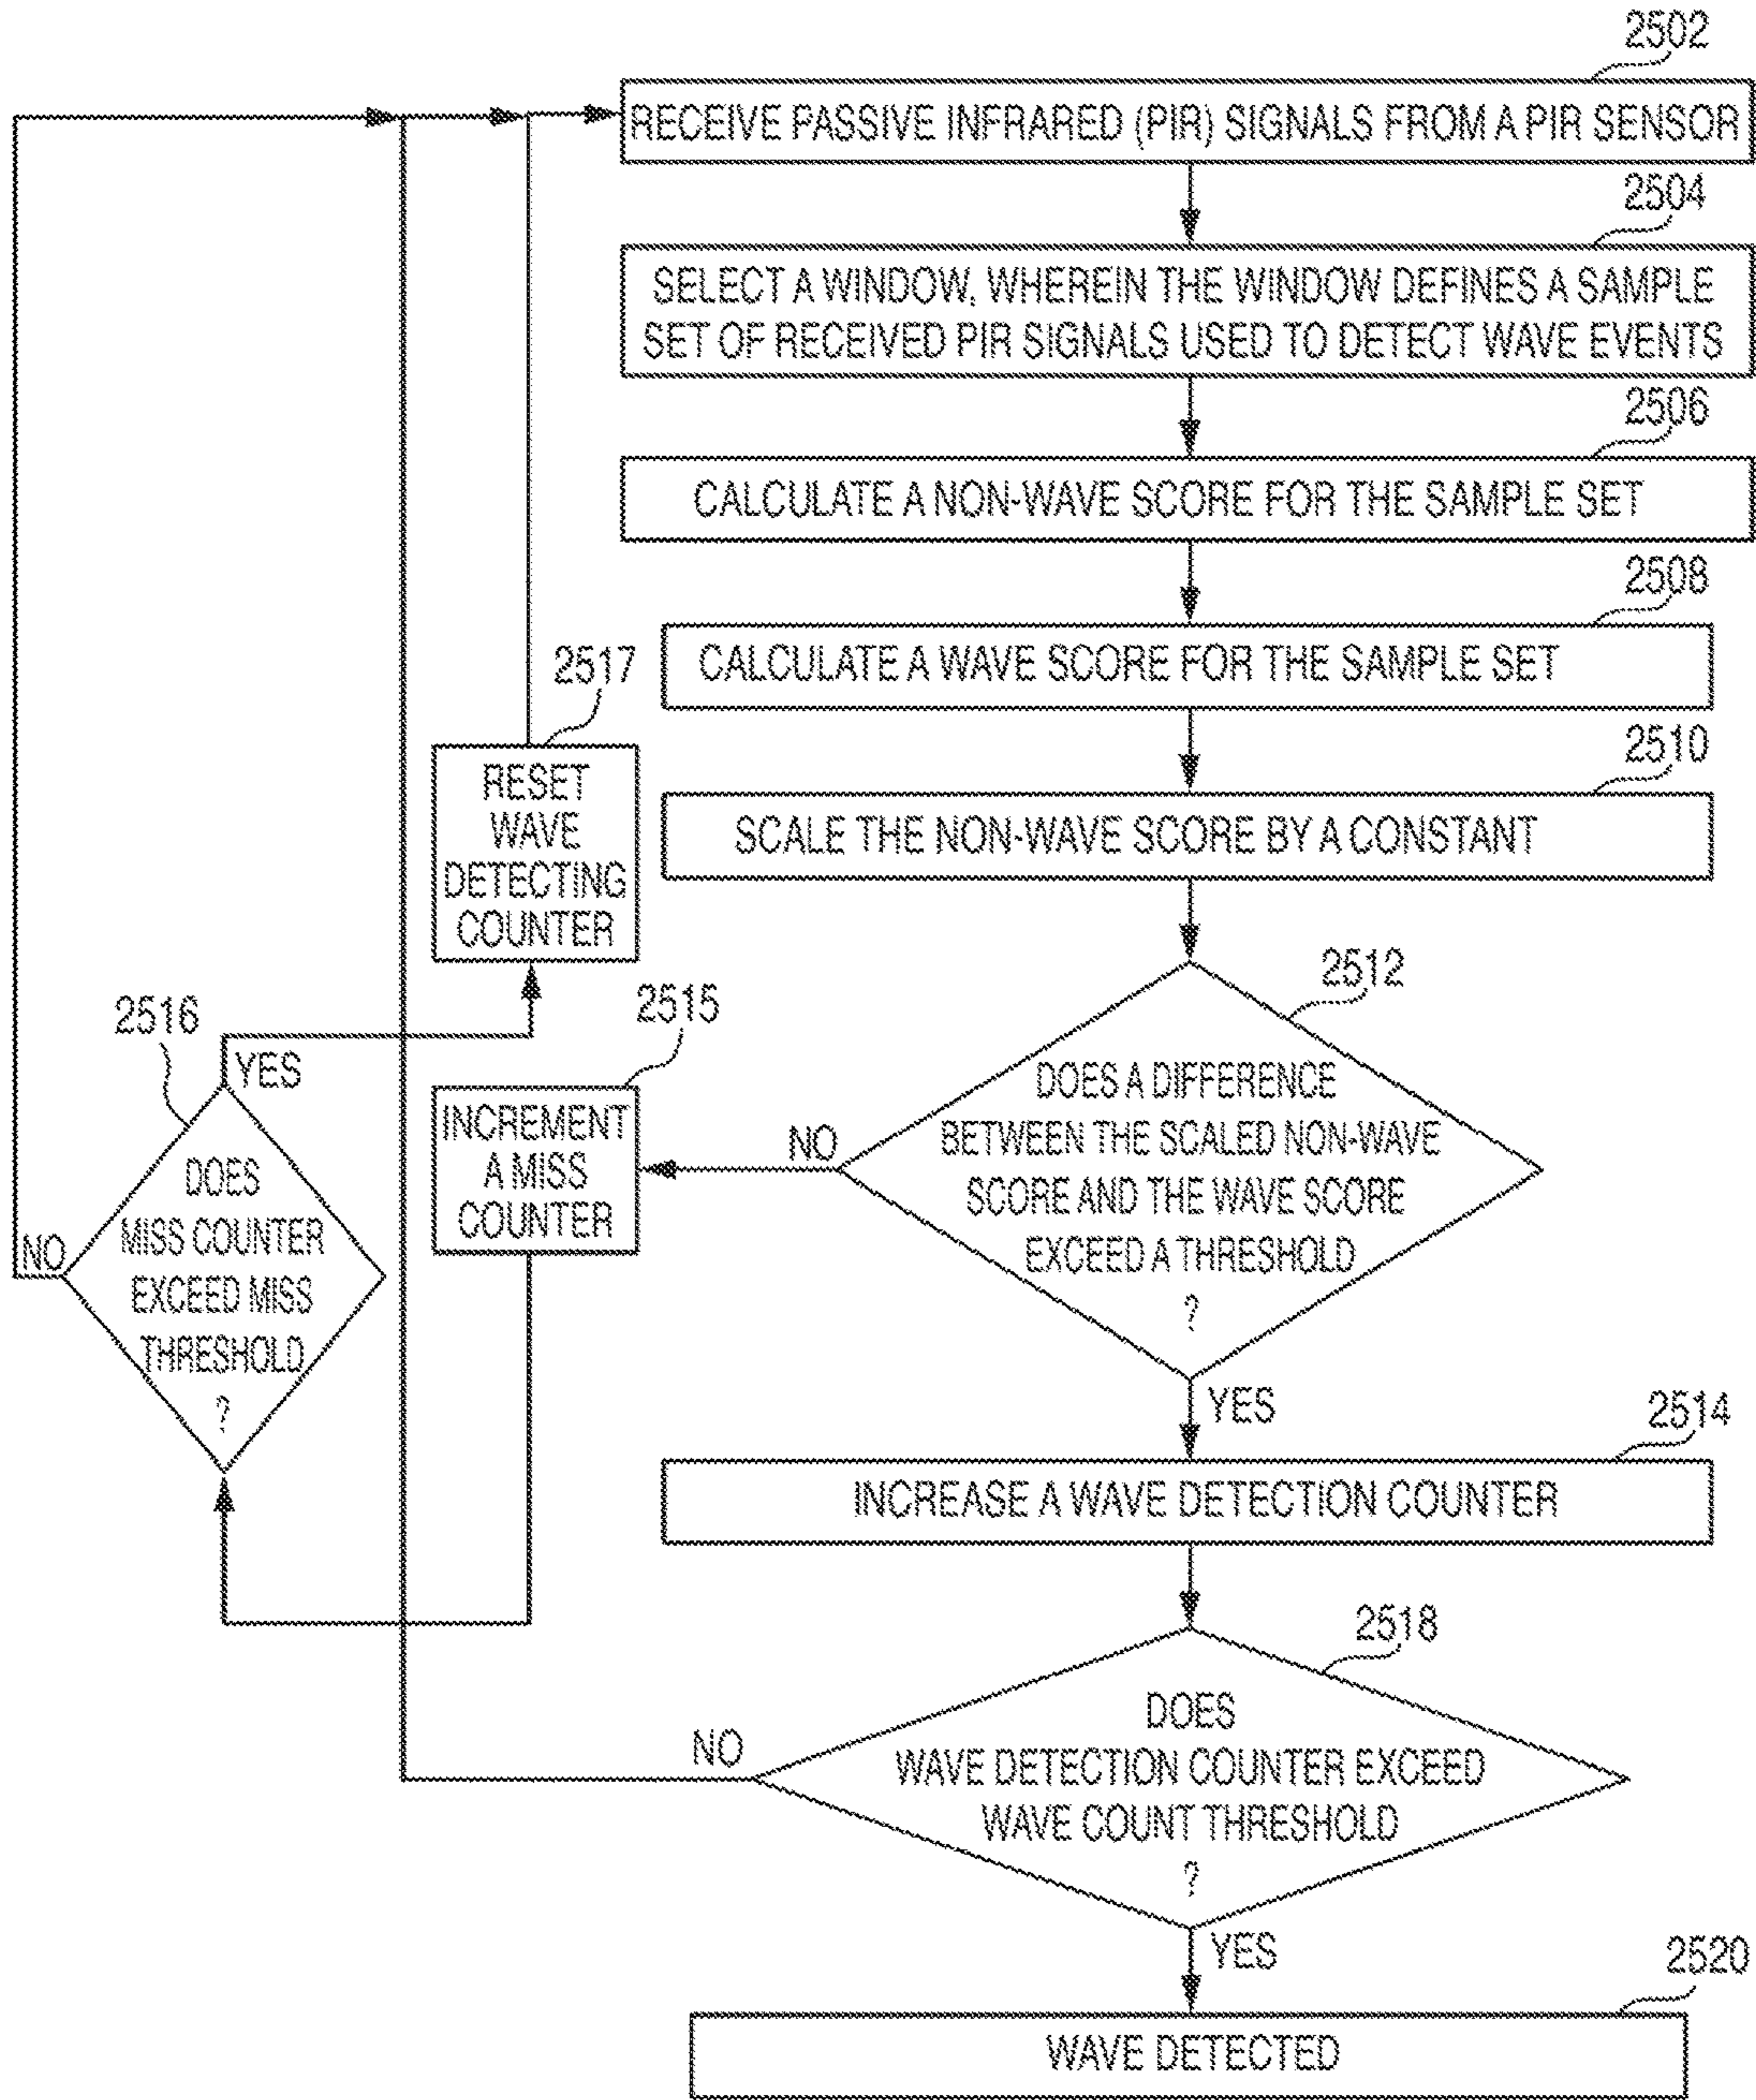 2502
RECEIVE PASSIVE INFRARED (PIR) SIGNALS FROM A PIR SENSOR
2504
SELECT A WINDOW, WHEREIN THE WINDOW DEFINES A SAMPLE
SET OF RECEIVED PIR SIGNALS USED TO DETECT WAVE EVENTS
2506
CALCULATE A NON-WAVE SCORE FOR THE SAMPLE SET
2508
CALCULATE A WAVE SCORE FOR THE SAMPLE SET
2510
SCALE THE NON-WAVE SCORE BY A CONSTANT
2512
DOES A DIFFERENCE
BETWEEN THE SCALED NON-WAVE
SCORE AND THE WAVE SCORE
EXCEED A THRESHOLD
?
NO
YES
2515
INCREMENT
A MISS
COUNTER
2516
DOES
MISS COUNTER
EXCEED MISS
THRESHOLD
?
NO
YES
2517
RESET
WAVE
DETECTING
COUNTER
2514
INCREASE A WAVE DETECTION COUNTER
2518
DOES
WAVE DETECTION COUNTER EXCEED
WAVE COUNT THRESHOLD
?
NO
YES
2520
WAVE DETECTED